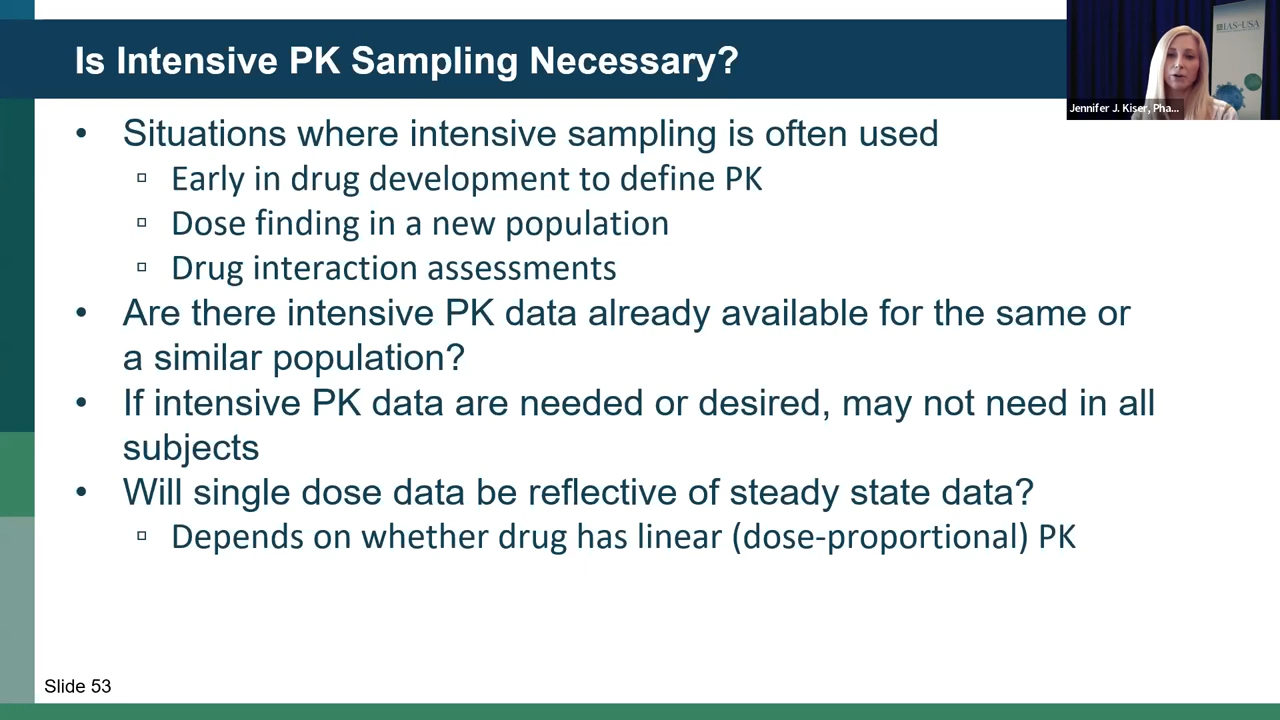 Is Intensive PK Sampling Necessary?
IAS-USA
Jennifer J. Kiser, Pha...
• Situations where intensive sampling is often used
▫ Early in drug development to define PK
▫ Dose finding in a new population
▫ Drug interaction assessments
• Are there intensive PK data already available for the same or
a similar population?
• If intensive PK data are needed or desired, may not need in all
subjects
• Will single dose data be reflective of steady state data?
▫ Depends on whether drug has linear (dose-proportional) PK
Slide 53